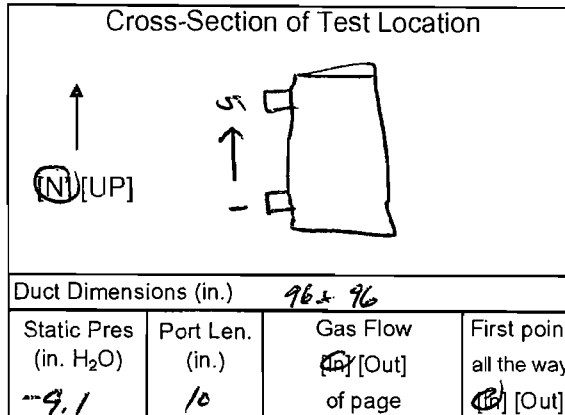 Cross-Section of Test Location
5
[N] [UP]
1
Duct Dimensions (in.) 96 x 96
Static Pres Port Len. Gas Flow First poin
(in. H₂O) (in.) [In] [Out] all the way
-9.1 10 of page [In] [Out]